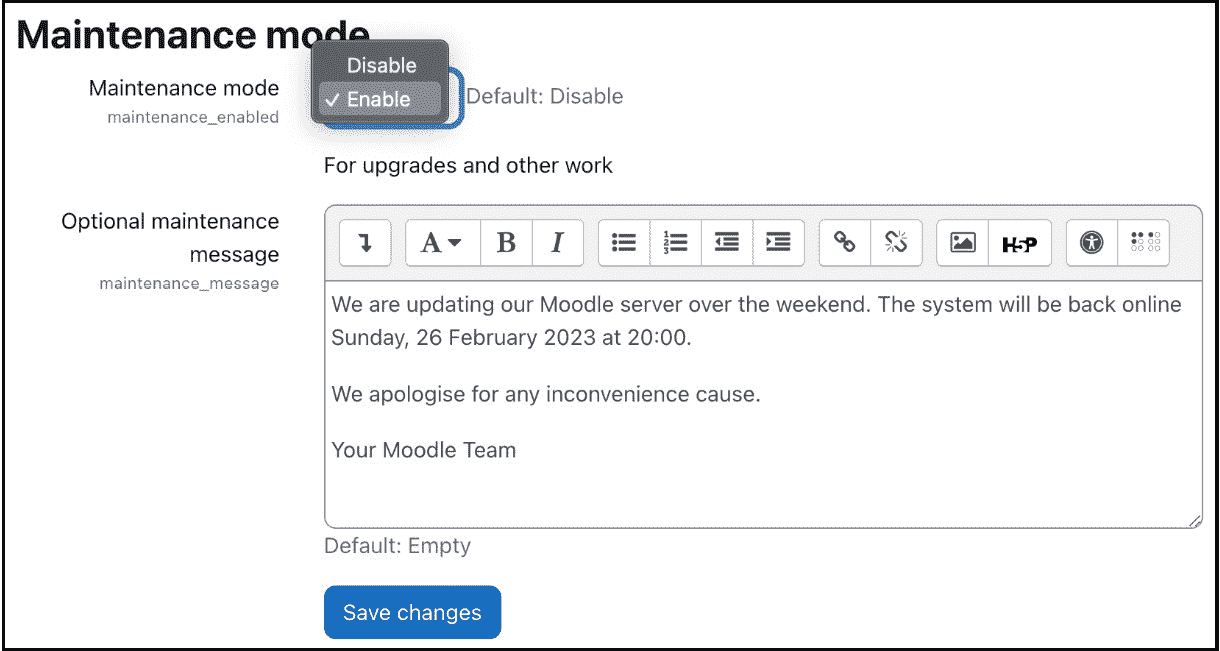 Maintenance mode
Disable
Maintenance mode
✓ Enable
Default: Disable
maintenance_enabled
For upgrades and other work
Optional maintenance
message
maintenance_message
A B I
H5P
We are updating our Moodle server over the weekend. The system will be back online
Sunday, 26 February 2023 at 20:00.
We apologise for any inconvenience cause.
Your Moodle Team
Default: Empty
Save changes